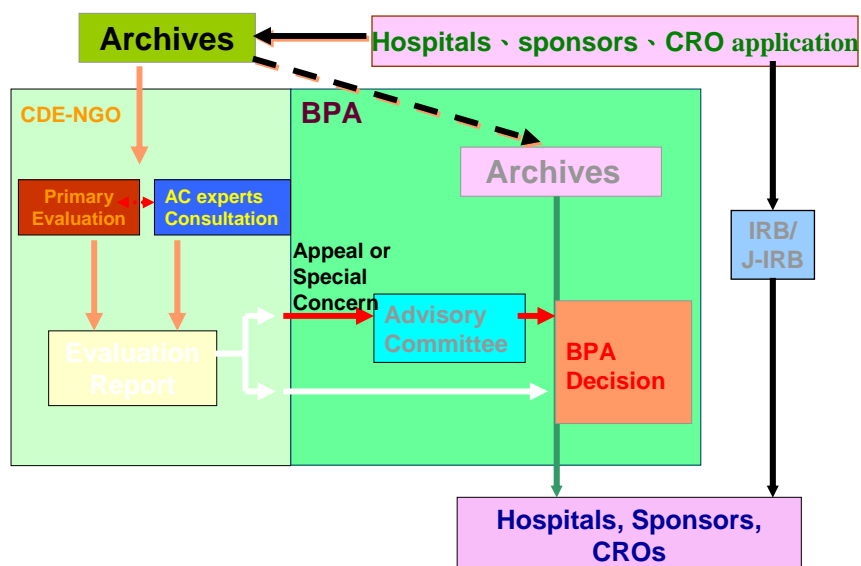 Archives
Hospitals、sponsors、CRO application
CDE-NGO
BPA
Archives
Primary
Evaluation
AC experts
Consultation
IRB/
J-IRB
Appeal or
Special
Concern
Advisory
Committee
Evaluation
Report
BPA
Decision
Hospitals, Sponsors,
CROs